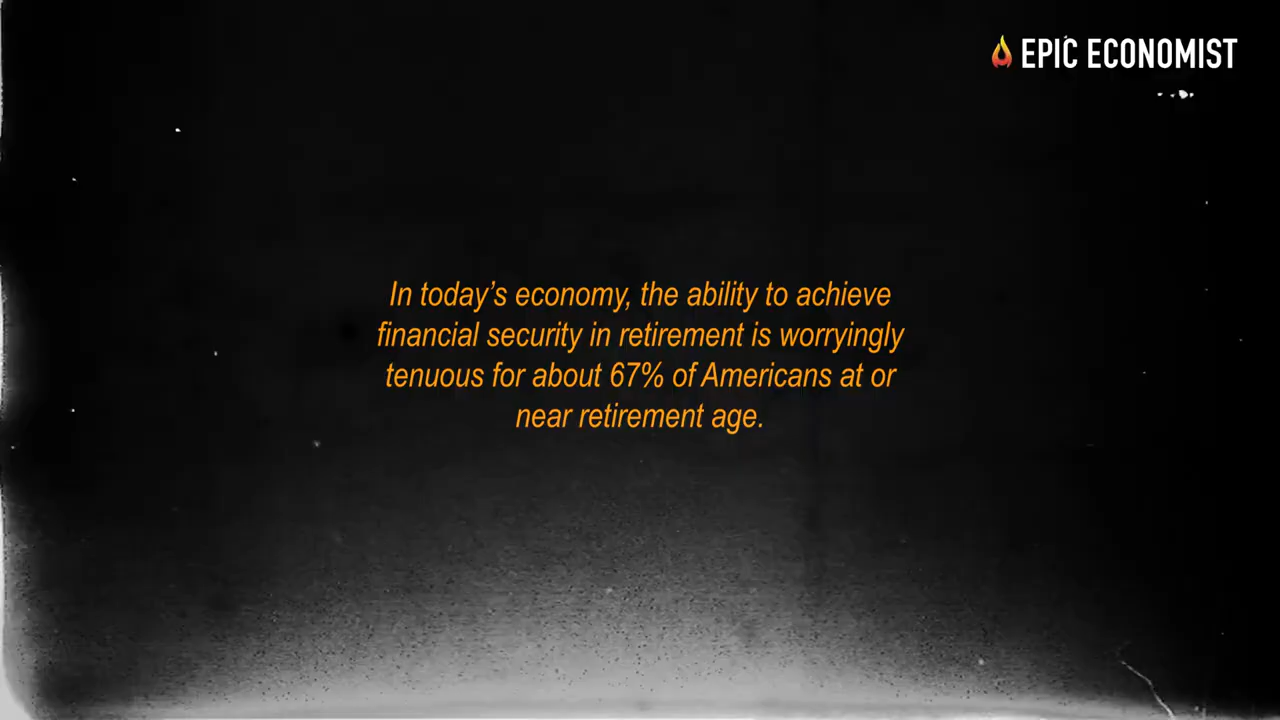 EPIC ECONOMIST
In today’s economy, the ability to achieve
financial security in retirement is worryingly
tenuous for about 67% of Americans at or
near retirement age.